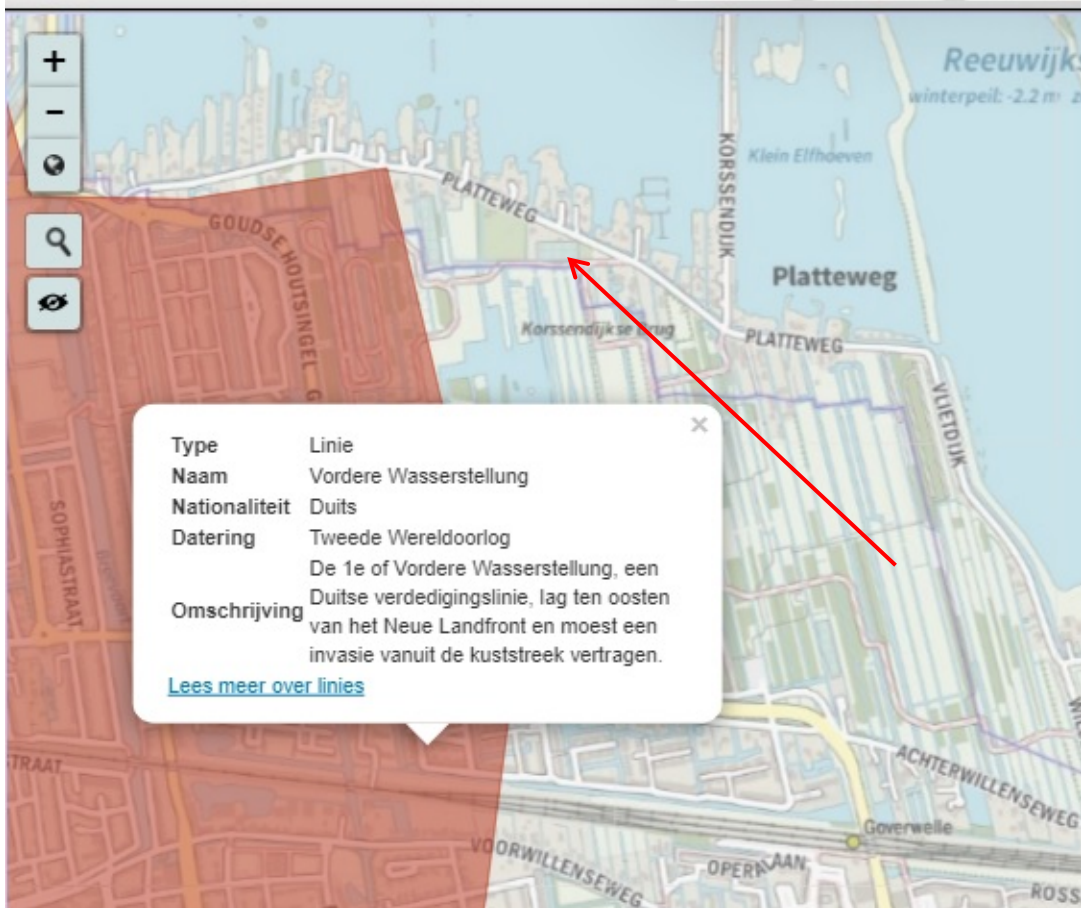 +
Reeuwijks
winterpeil: -2.2 m
−
KORSSENDIJK
Klein Elfhoeven
PLATTEWEG
GOUDSE HOUTSINGEL
Platteweg
Korssendijkse Brug
PLATTEWEG
VLIETDIJK
×
Type Linie
Naam Vordere Wasserstellung
Nationaliteit Duits
Datering Tweede Wereldoorlog
Omschrijving De 1e of Vordere Wasserstellung, een
Duitse verdedigingslinie, lag ten oosten
van het Neue Landfront en moest een
invasie vanuit de kuststreek vertragen.
Lees meer over linies
SOPHIASTRAAT
TRAAT
ACHTERWILLENSEWEG
Goverwelle
VOORWILLENSEWEG
OPERALAAN
ROSS